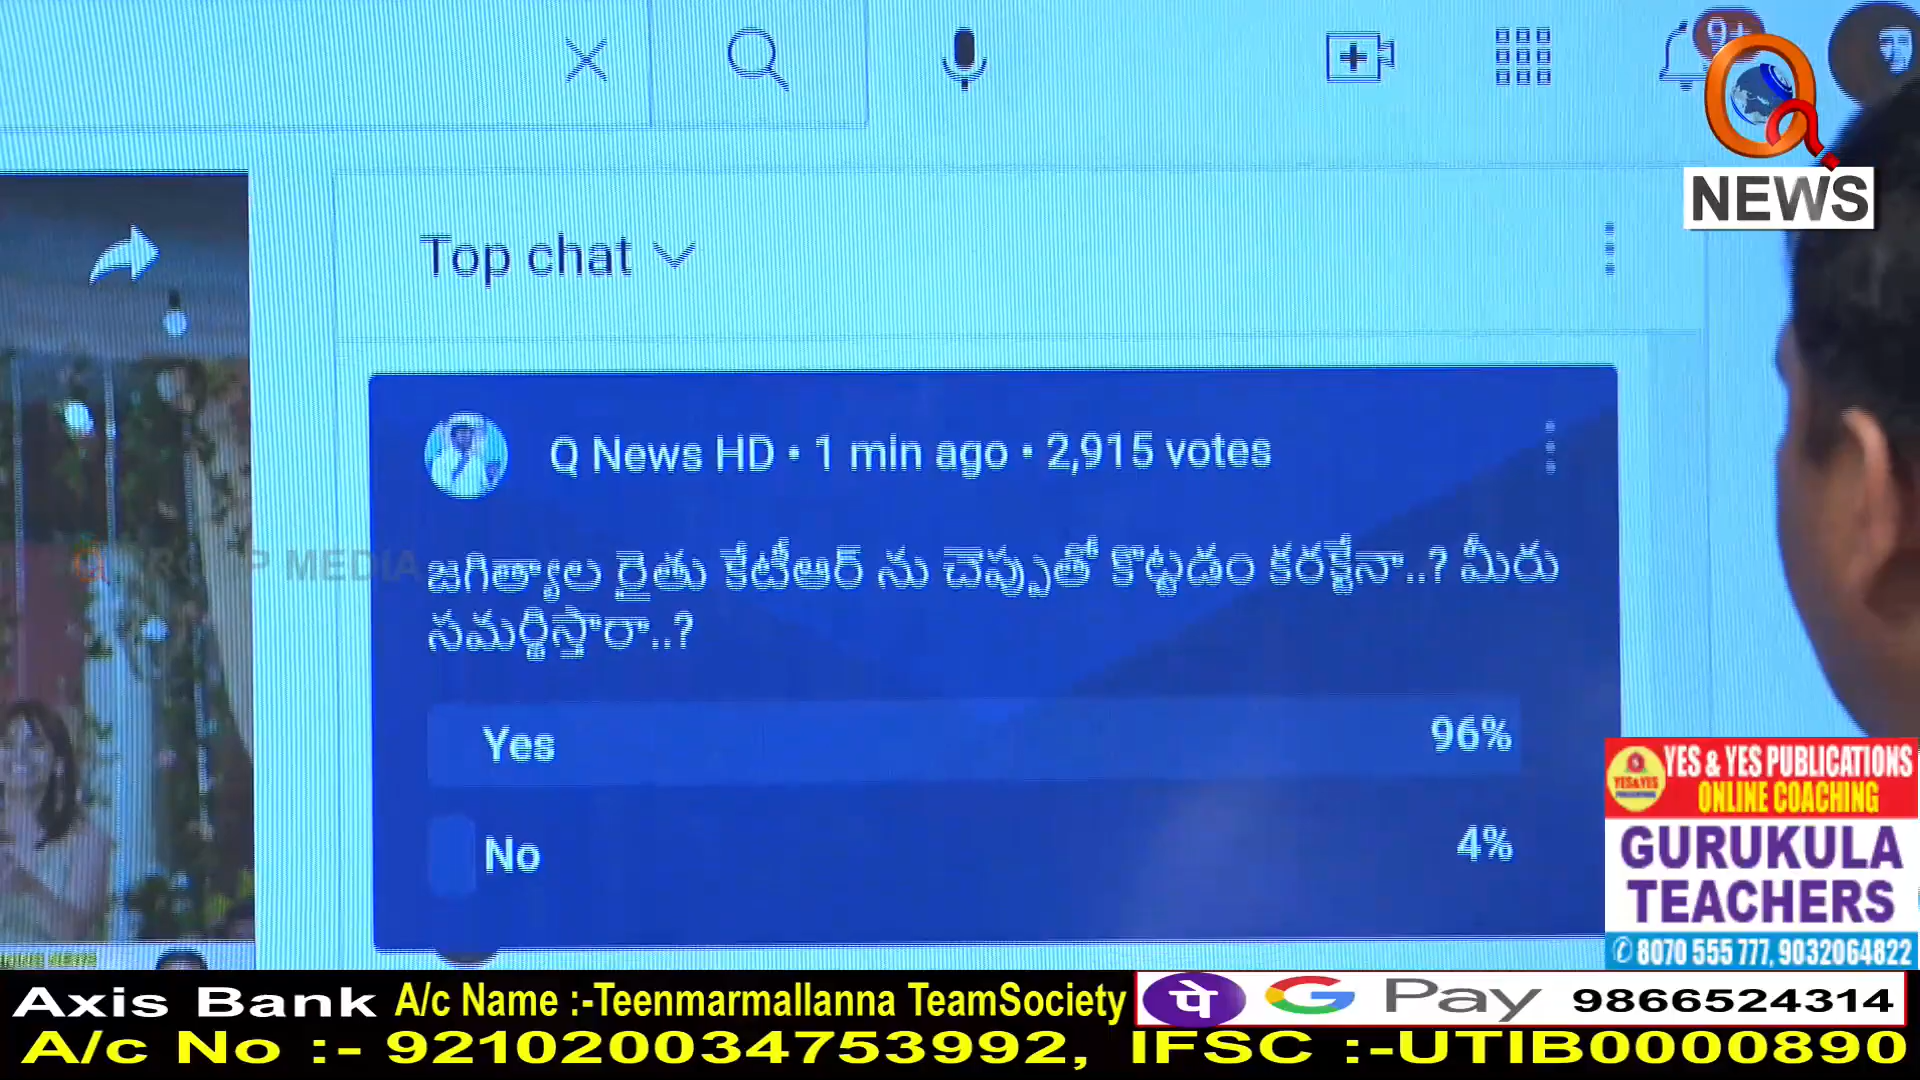 9+
Q
NEWS
Top chat
Q News HD • 1 min ago • 2,915 votes
జగిత్యాల రైతు కేటీఆర్ ను చెప్పుతో కొట్టడం కరక్టేనా..? మీరు
సమర్థిస్తారా..?
Yes 96%
No 4%
MEDIA
YES & YES PUBLICATIONS
ONLINE COACHING
GURUKULA
TEACHERS
8070 555 777, 9032064822
Axis Bank A/c Name :-Teenmarmallanna TeamSociety
पे G Pay 9866524314
A/c No :- 921020034753992, IFSC :-UTIB0000890